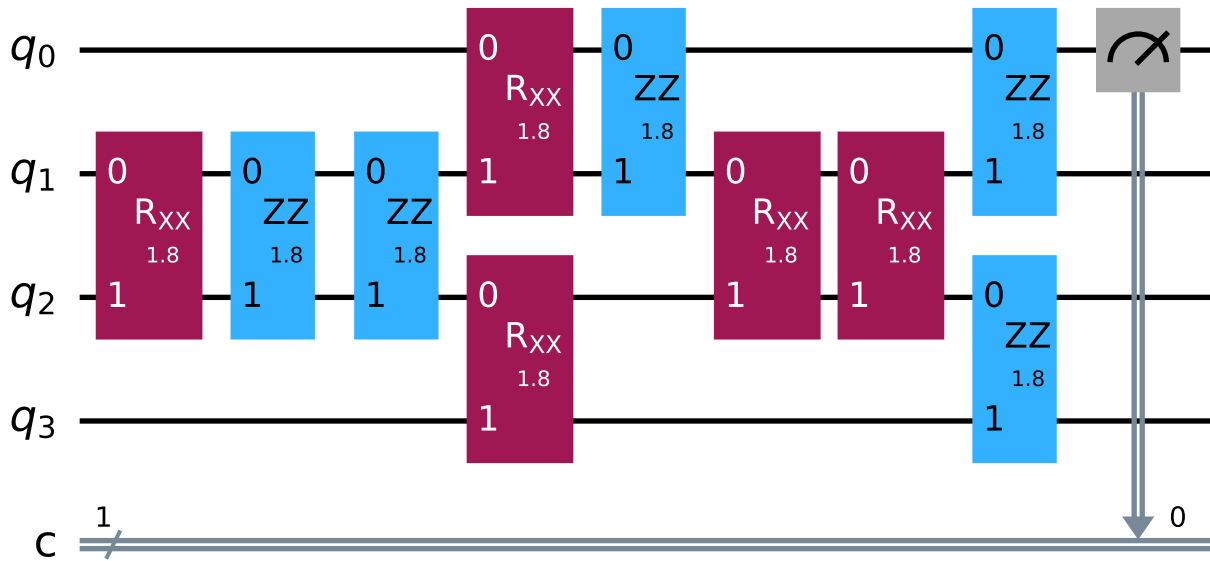 q0 0 0 0
RXX ZZ ZZ
1.8 1.8 1.8
q1 0 0 0 1 1 0 0 1
RXX ZZ ZZ RXX RXX
1.8 1.8 1.8 1.8 1.8
q2 1 1 1 0 1 1 0
RXX ZZ
1.8 1.8
q3 1 1
1 0
c